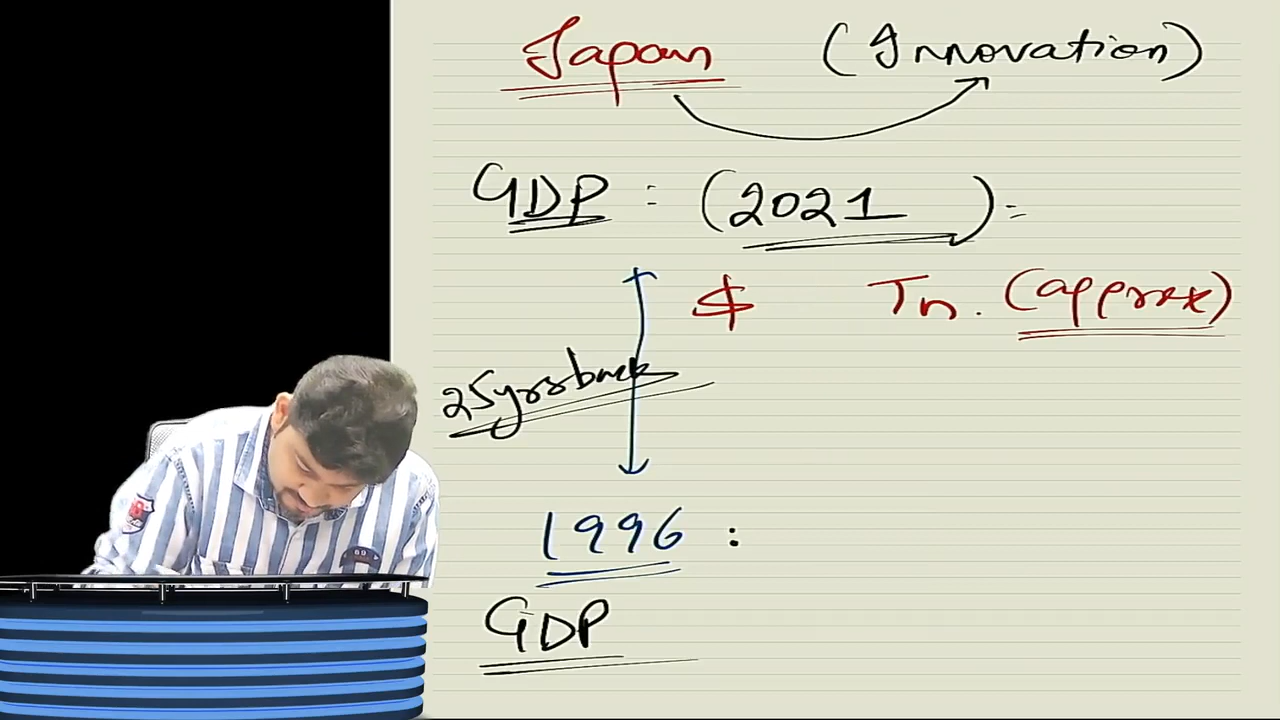 Japan (Innovation)
GDP : (2021) =
$ Tn. (approx)
25yrs back
1996 :
GDP